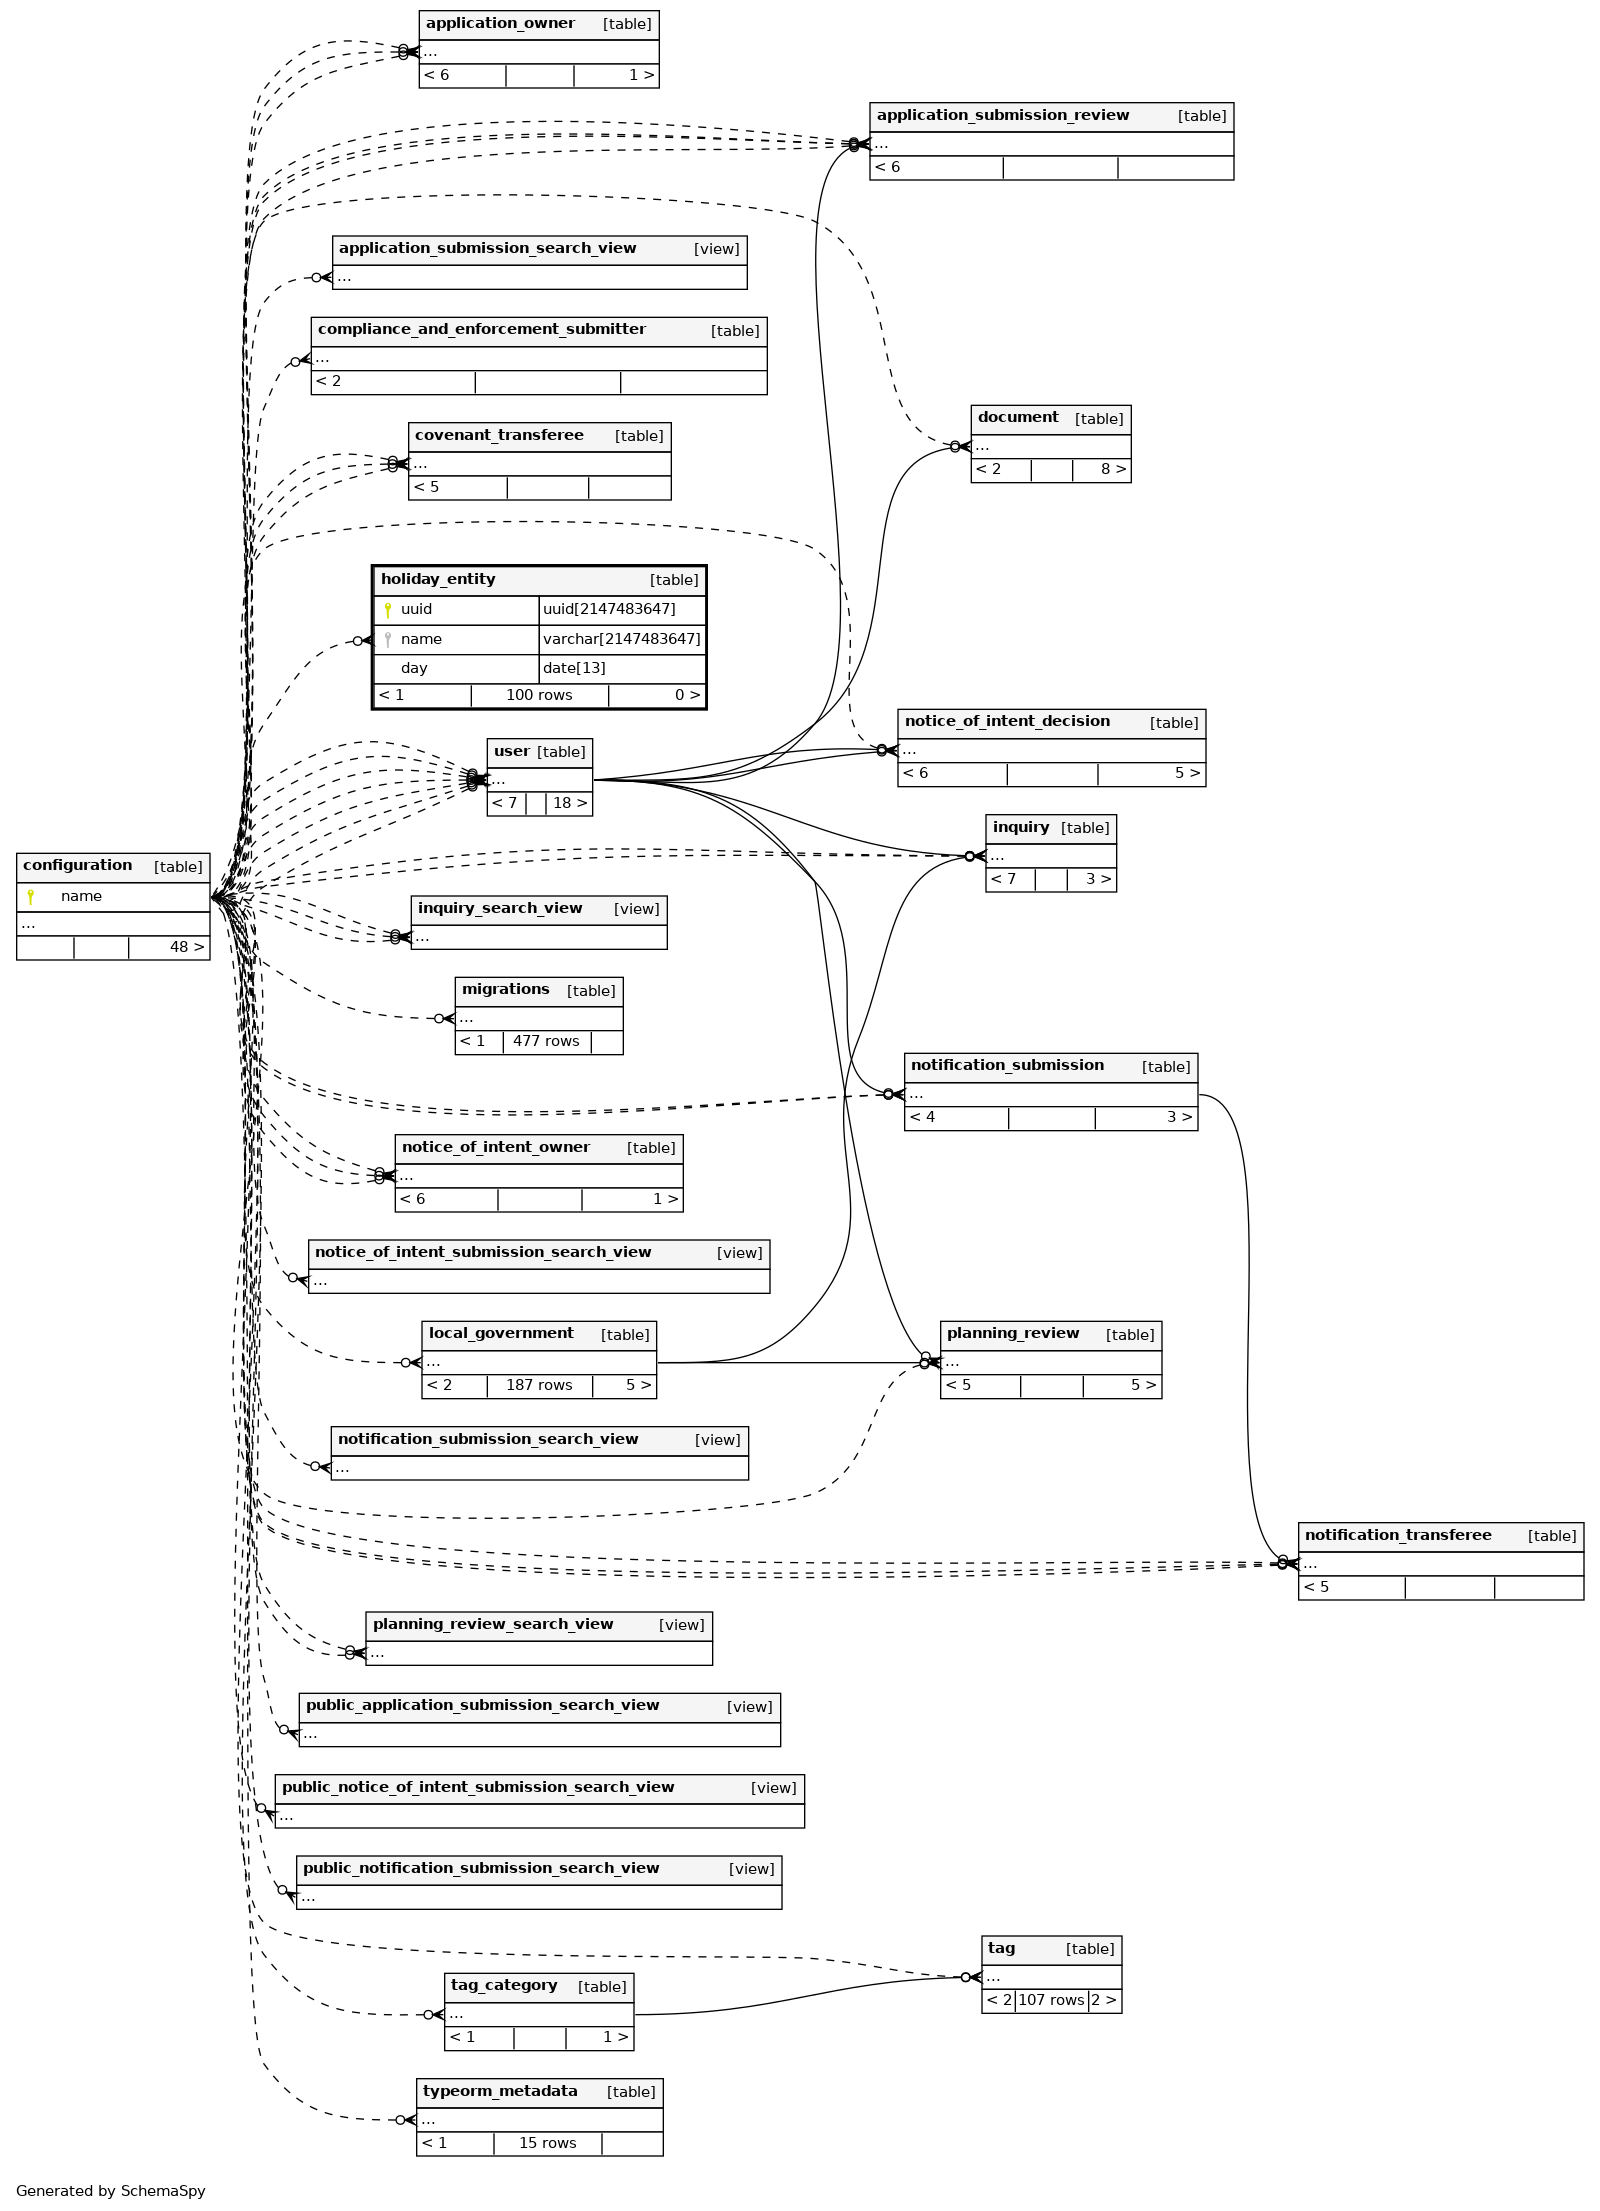 application_owner [table]
...
< 6 1 >
application_submission_review [table]
...
< 6
application_submission_search_view [view]
...
compliance_and_enforcement_submitter [table]
...
< 2
document [table]
...
< 2 8 >
covenant_transferee [table]
...
< 5
holiday_entity [table]
uuid uuid[2147483647]
name varchar[2147483647]
day date[13]
< 1 100 rows 0 >
notice_of_intent_decision [table]
...
< 6 5 >
user [table]
...
< 7 18 >
inquiry [table]
...
< 7 3 >
configuration [table]
name
...
48 >
inquiry_search_view [view]
...
migrations [table]
...
< 1 477 rows
notification_submission [table]
...
< 4 3 >
notice_of_intent_owner [table]
...
< 6 1 >
notice_of_intent_submission_search_view [view]
...
local_government [table]
...
< 2 187 rows 5 >
planning_review [table]
...
< 5 5 >
notification_submission_search_view [view]
...
notification_transferee [table]
...
< 5
planning_review_search_view [view]
...
public_application_submission_search_view [view]
...
public_notice_of_intent_submission_search_view [view]
...
public_notification_submission_search_view [view]
...
tag [table]
...
< 2 107 rows 2 >
tag_category [table]
...
< 1 1 >
typeorm_metadata [table]
...
< 1 15 rows
Generated by SchemaSpy